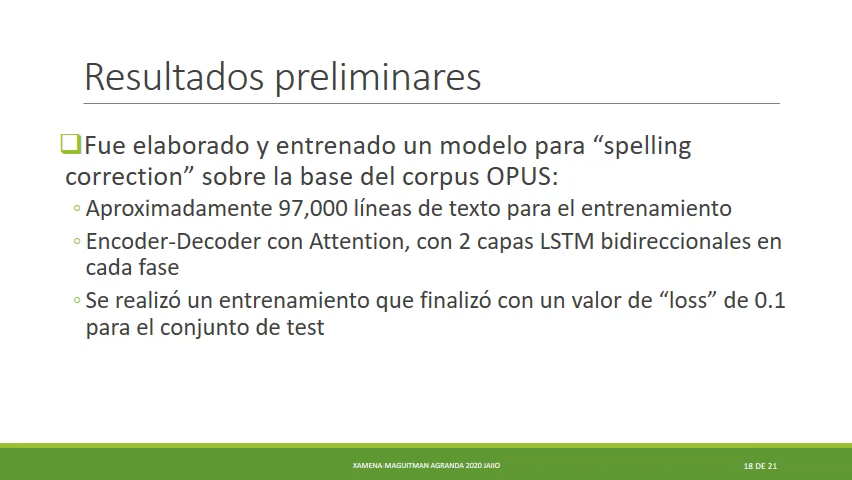 Resultados preliminares
Fue elaborado y entrenado un modelo para “spelling
correction” sobre la base del corpus OPUS:
Aproximadamente 97,000 líneas de texto para el entrenamiento
Encoder-Decoder con Attention, con 2 capas LSTM bidireccionales en
cada fase
Se realizó un entrenamiento que finalizó con un valor de “loss” de 0.1
para el conjunto de test
XAMENA-MAGUITMAN AGRANDA 2020 JAIIO
18 DE 21